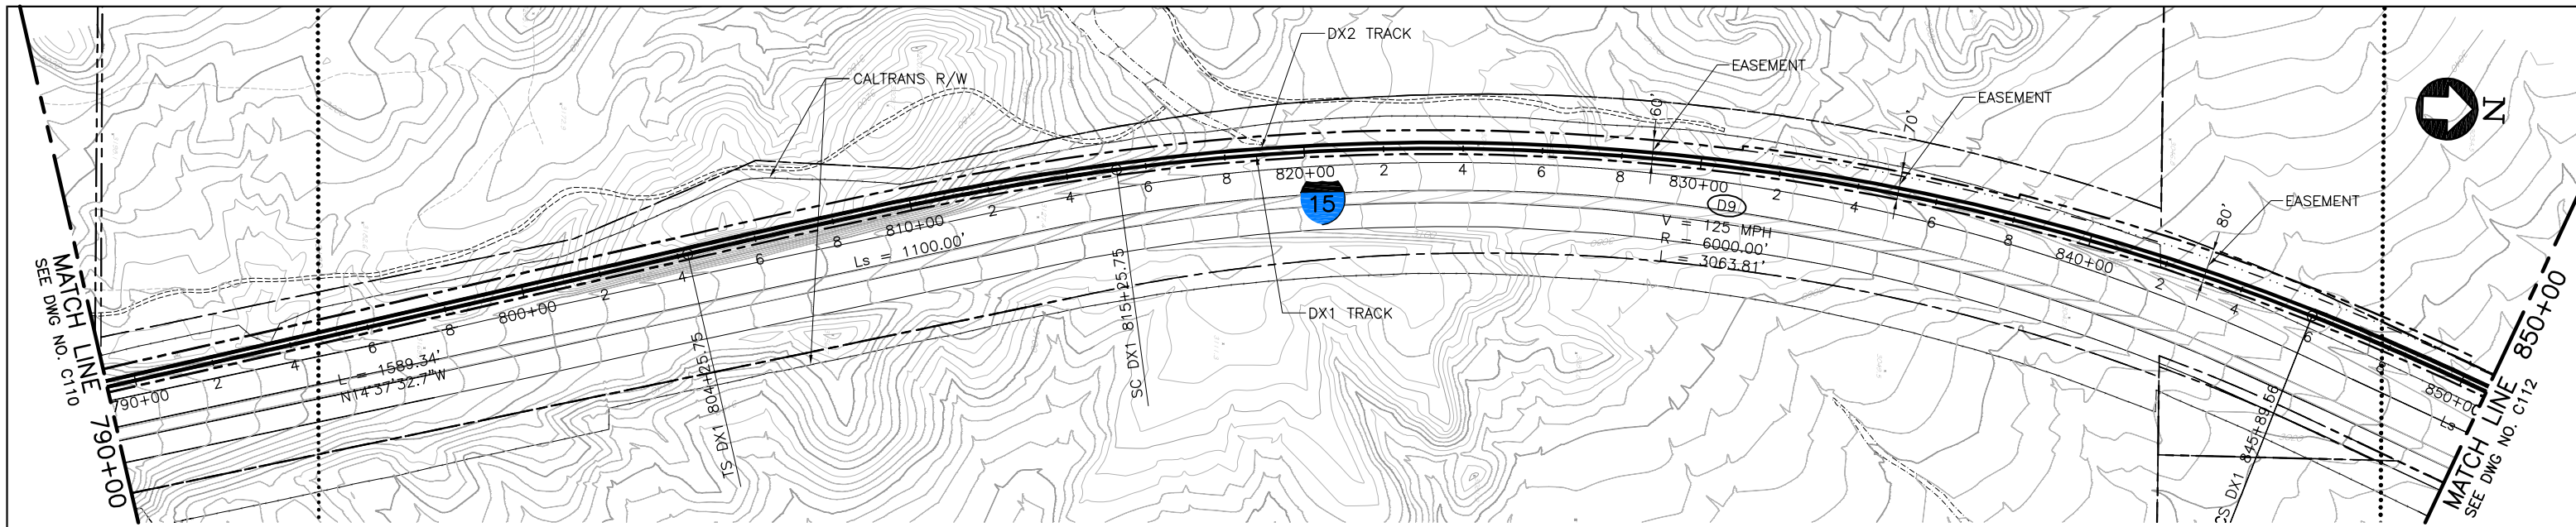 DX2 TRACK
CALTRANS R/W
EASEMENT
EASEMENT
EASEMENT
60'
70'
80'
N
MATCH LINE
SEE DWG NO. C110
790+00
790+00
2
4
6
8
800+00
2
4
6
8
810+00
2
4
6
8
820+00
2
4
6
8
830+00
2
4
6
8
840+00
2
4
6
8
850+00
L = 1589.34'
N14°37'32.7"W
TS DX1 804+25.75
Ls = 1100.00'
SC DX1 815+25.75
15
DX1 TRACK
D9
V = 125 MPH
R = 6000.00'
L = 3063.81'
CS DX1 845+89.56
Ls
MATCH LINE
850+00
SEE DWG NO. C112